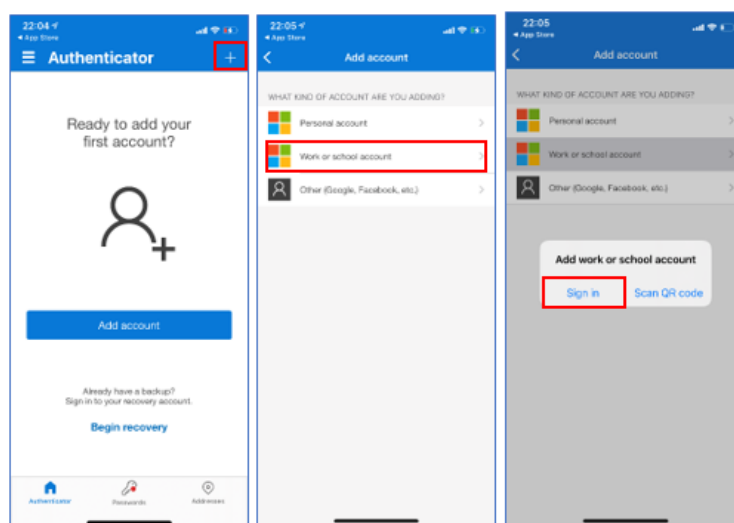 22:04
App Store
Authenticator
Ready to add your
first account?
Add account
Already have a backup?
Sign in to your recovery account.
Begin recovery
Authenticator
Passwords
Addresses
22:05
App Store
Add account
WHAT KIND OF ACCOUNT ARE YOU ADDING?
Personal account
Work or school account
Other (Google, Facebook, etc.)
22:05
App Store
Add account
WHAT KIND OF ACCOUNT ARE YOU ADDING?
Personal account
Work or school account
Other (Google, Facebook, etc.)
Add work or school account
Sign in
Scan QR code